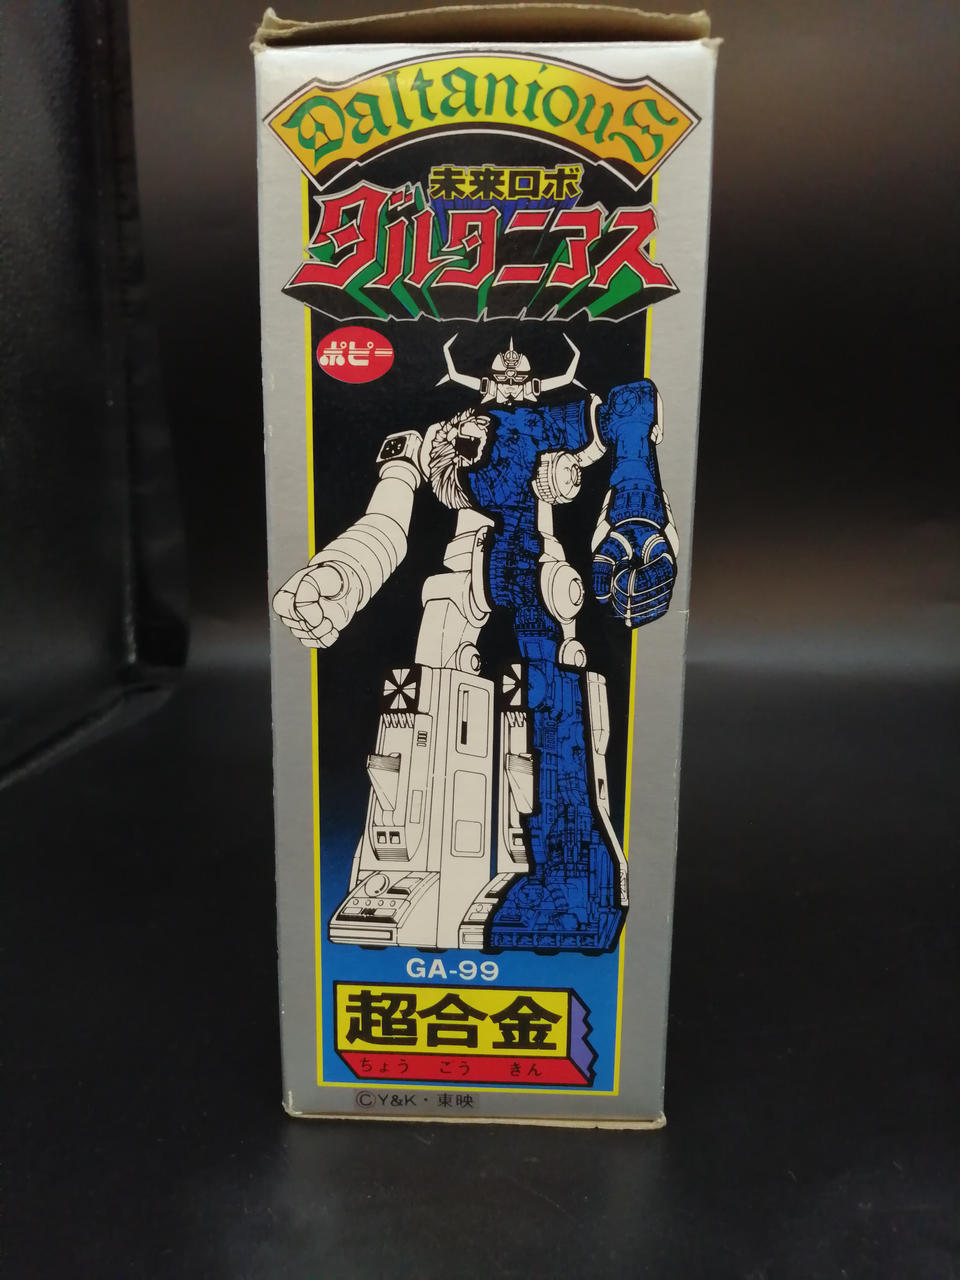 Daltanious
未来ロボ
ダルタニアス
ポピー
GA-99
超合金
ちょう ごう きん
©Y&K・東映